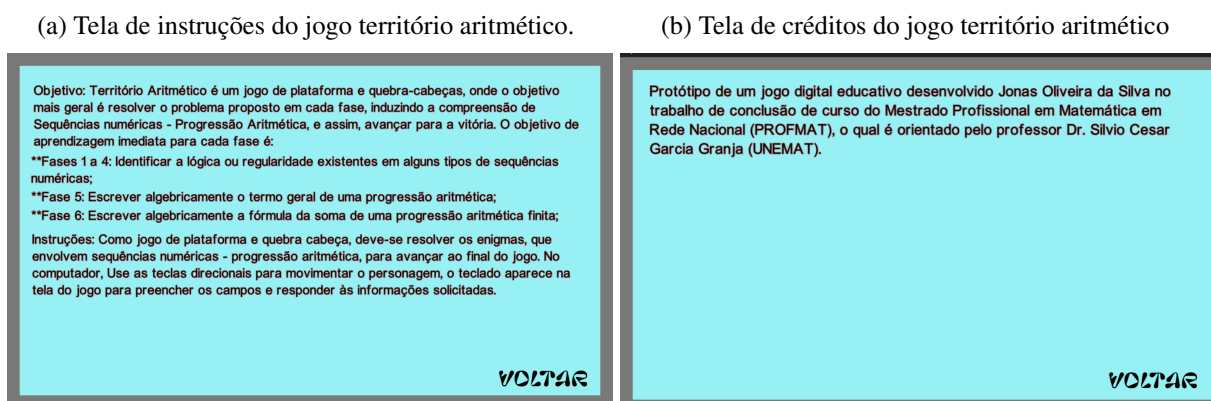 (a) Tela de instruções do jogo território aritmético.
Objetivo: Território Aritmético é um jogo de plataforma e quebra-cabeças, onde o objetivo
mais geral é resolver o problema proposto em cada fase, induzindo a compreensão de
Sequências numéricas - Progressão Aritmética, e assim, avançar para a vitória. O objetivo de
aprendizagem imediata para cada fase é:
**Fases 1 a 4: Identificar a lógica ou regularidade existentes em alguns tipos de sequências
numéricas;
**Fase 5: Escrever algebricamente o termo geral de uma progressão aritmética;
**Fase 6: Escrever algebricamente a fórmula da soma de uma progressão aritmética finita;
Instruções: Como jogo de plataforma e quebra cabeça, deve-se resolver os enigmas, que
envolvem sequências numéricas - progressão aritmética, para avançar ao final do jogo. No
computador, Use as teclas direcionais para movimentar o personagem, o teclado aparece na
tela do jogo para preencher os campos e responder às informações solicitadas.
VOLTAR
(b) Tela de créditos do jogo território aritmético
Protótipo de um jogo digital educativo desenvolvido Jonas Oliveira da Silva no
trabalho de conclusão de curso do Mestrado Profissional em Matemática em
Rede Nacional (PROFMAT), o qual é orientado pelo professor Dr. Silvio Cesar
Garcia Granja (UNEMAT).
VOLTAR